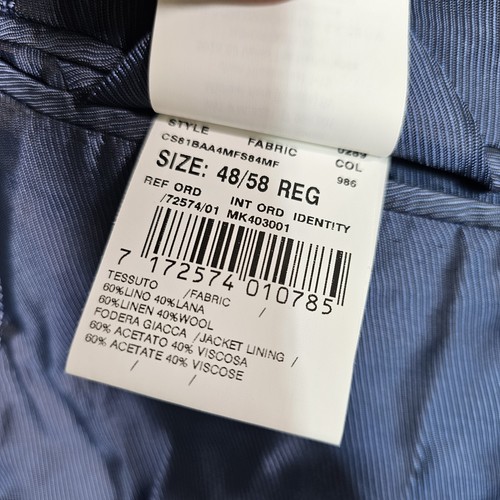 STYLE FABRIC 0289
CS81BAA4MFS84MF COL
986
SIZE: 48/58 REG
REF ORD INT ORD IDENTITY
/72574/01 MK403001
7 172574 010785
TESSUTO /FABRIC /
60%LINO 40%LANA
60%LINEN 40%WOOL
FODERA GIACCA /JACKET LINING /
60% ACETATO 40% VISCOSA
60% ACETATE 40% VISCOSE
/ /